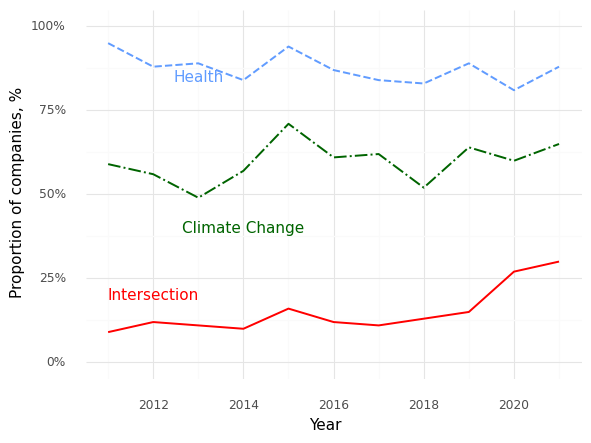 100%
Health
75%
50%
Climate Change
25%
Intersection
0%
Proportion of companies, %
2012 2014 2016 2018 2020
Year